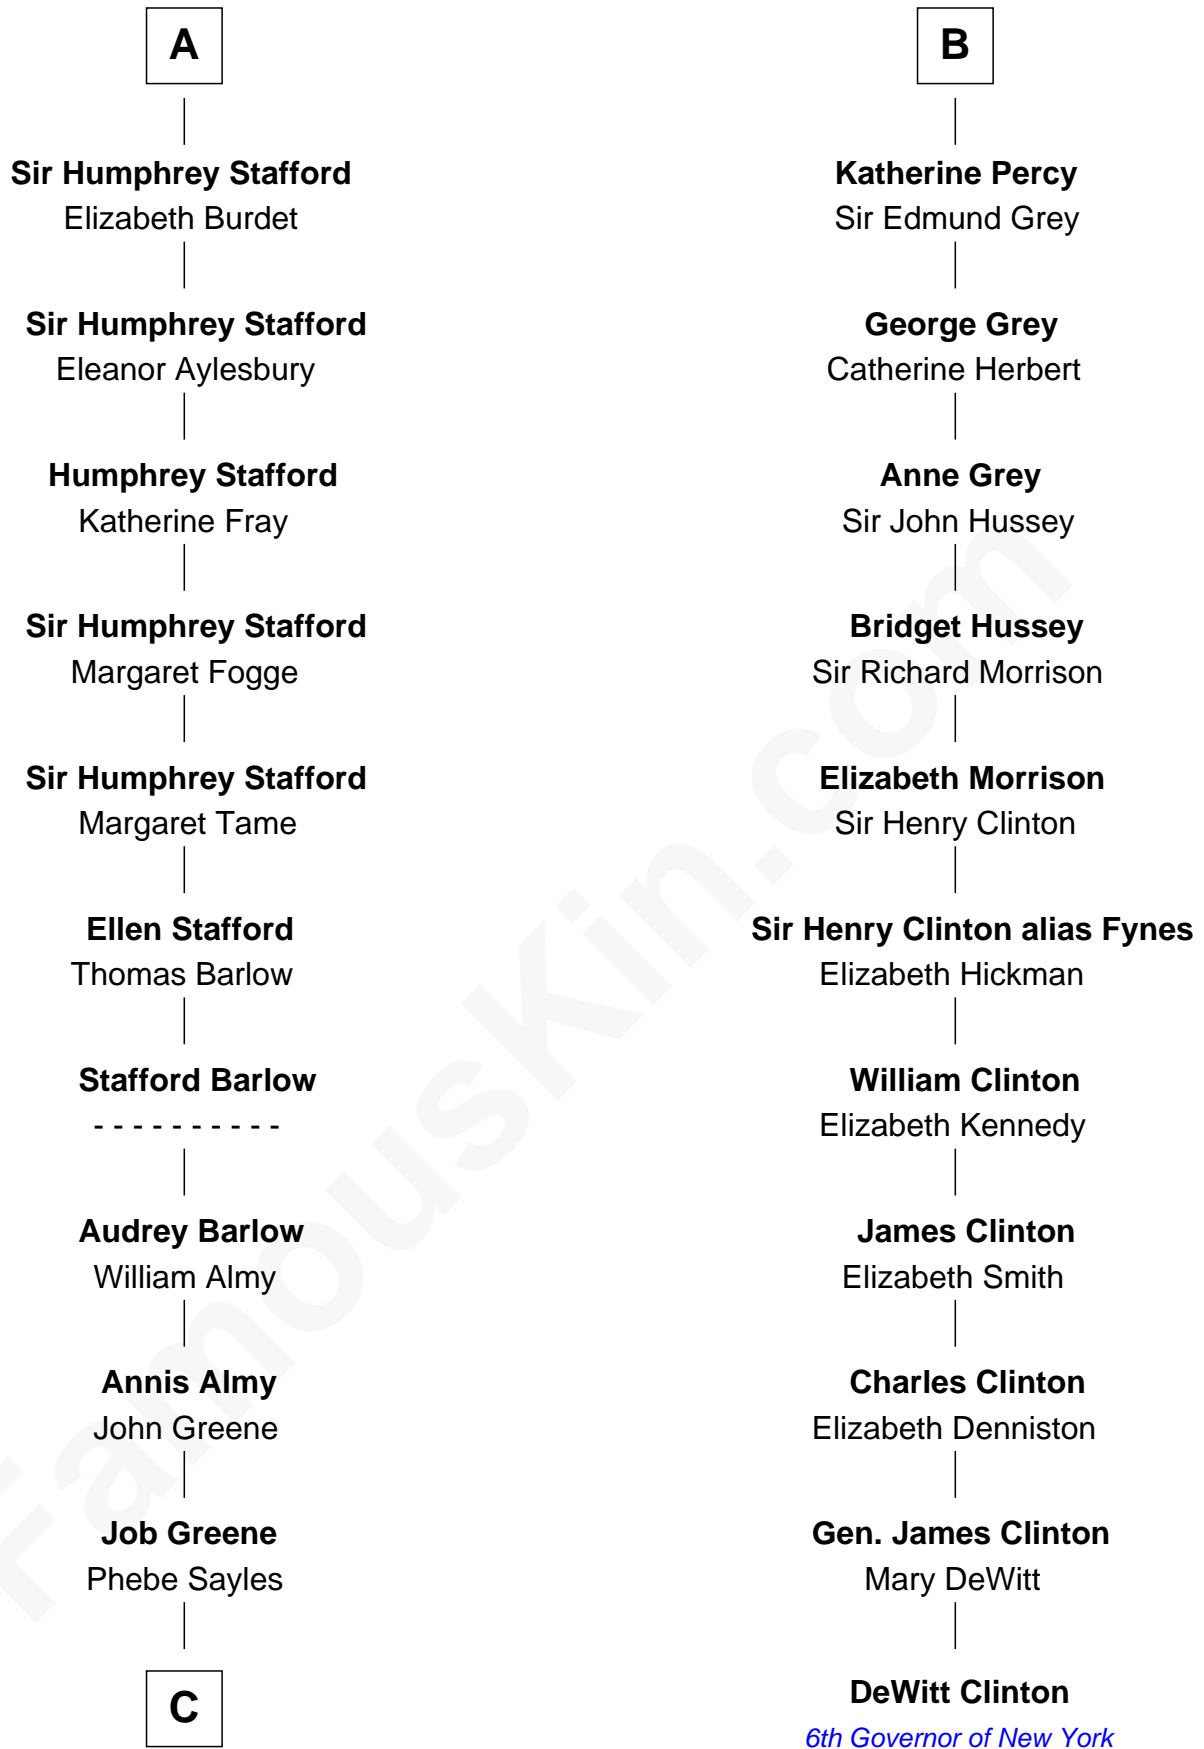 A
Sir Humphrey Stafford
Elizabeth Burdet
Sir Humphrey Stafford
Eleanor Aylesbury
Humphrey Stafford
Katherine Fray
Sir Humphrey Stafford
Margaret Fogge
Sir Humphrey Stafford
Margaret Tame
Ellen Stafford
Thomas Barlow
Stafford Barlow
- - - - - - - - - -
Audrey Barlow
William Almy
Annis Almy
John Greene
Job Greene
Phebe Sayles
C
B
Katherine Percy
Sir Edmund Grey
George Grey
Catherine Herbert
Anne Grey
Sir John Hussey
Bridget Hussey
Sir Richard Morrison
Elizabeth Morrison
Sir Henry Clinton
Sir Henry Clinton alias Fynes
Elizabeth Hickman
William Clinton
Elizabeth Kennedy
James Clinton
Elizabeth Smith
Charles Clinton
Elizabeth Denniston
Gen. James Clinton
Mary DeWitt
DeWitt Clinton
6th Governor of New York
FamousKin.com